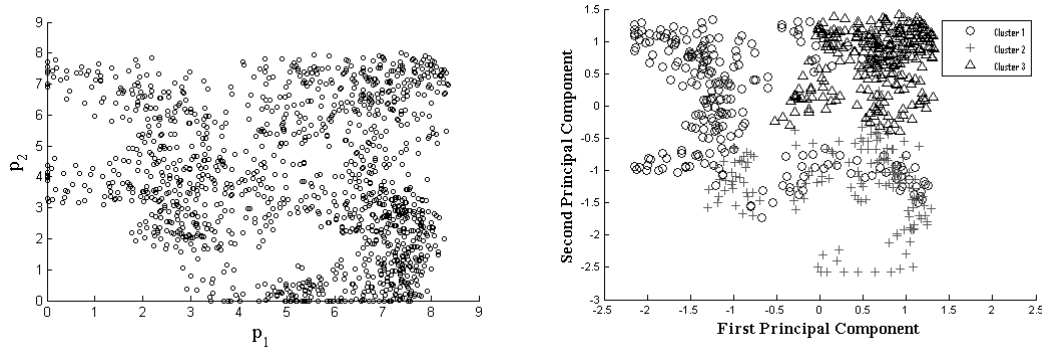 9
8
7
6
5
4
3
2
1
0
p2
0 1 2 3 4 5 6 7 8 9
p1
1.5
1
0.5
0
-0.5
-1
-1.5
-2
-2.5
-3
Second Principal Component
-2.5 -2 -1.5 -1 -0.5 0 0.5 1 1.5 2 2.5
First Principal Component
Cluster 1
Cluster 2
Cluster 3